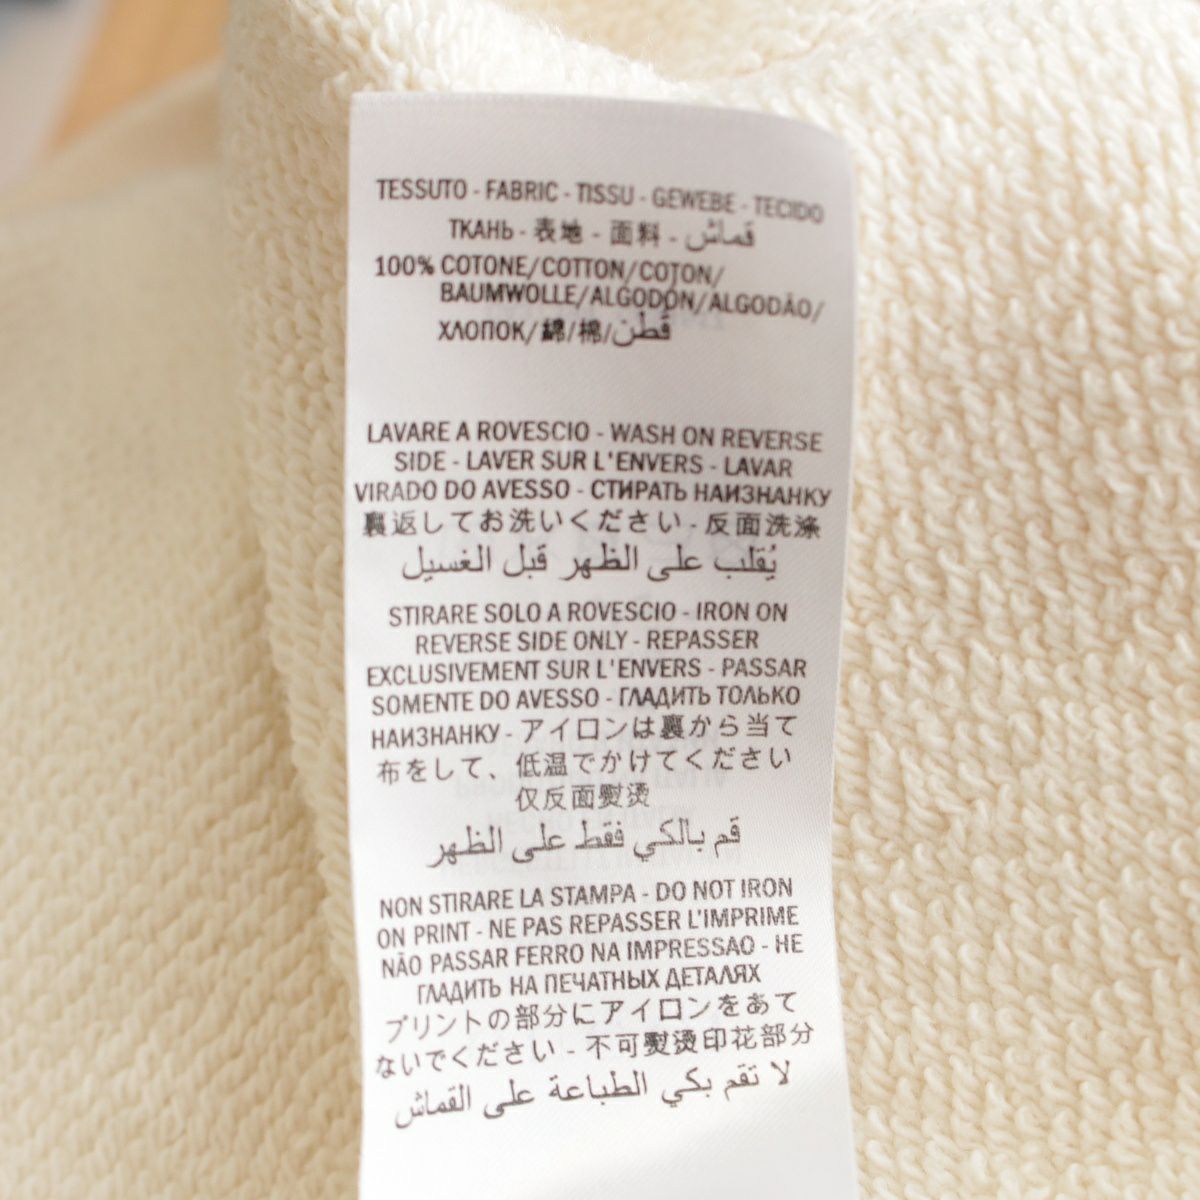 TESSUTO - FABRIC - TISSU - GEWEBE - TECIDO
ТКАНЬ - 表地 - 面料 - قماش
100% COTONE/COTTON/COTON/
BAUMWOLLE/ALGODÓN/ALGODÃO/
ХЛОПОК/綿/棉/قطن
LAVARE A ROVESCIO - WASH ON REVERSE
SIDE - LAVER SUR L'ENVERS - LAVAR
VIRADO DO AVESSO - СТИРАТЬ НАИЗНАНКУ
裏返してお洗いください - 反面洗涤
يُقلب على الظهر قبل الغسيل
STIRARE SOLO A ROVESCIO - IRON ON
REVERSE SIDE ONLY - REPASSER
EXCLUSIVEMENT SUR L'ENVERS - PASSAR
SOMENTE DO AVESSO - ГЛАДИТЬ ТОЛЬКО
НАИЗНАНКУ - アイロンは裏から当て
布をして、低温でかけてください
仅反面熨烫
قم بالكي فقط على الظهر
NON STIRARE LA STAMPA - DO NOT IRON
ON PRINT - NE PAS REPASSER L'IMPRIME
NÃO PASSAR FERRO NA IMPRESSAO - НЕ
ГЛАДИТЬ НА ПЕЧАТНЫХ ДЕТАЛЯХ
プリントの部分にアイロンをあて
ないでください - 不可熨烫印花部分
لا تقم بكي الطباعة على القماش